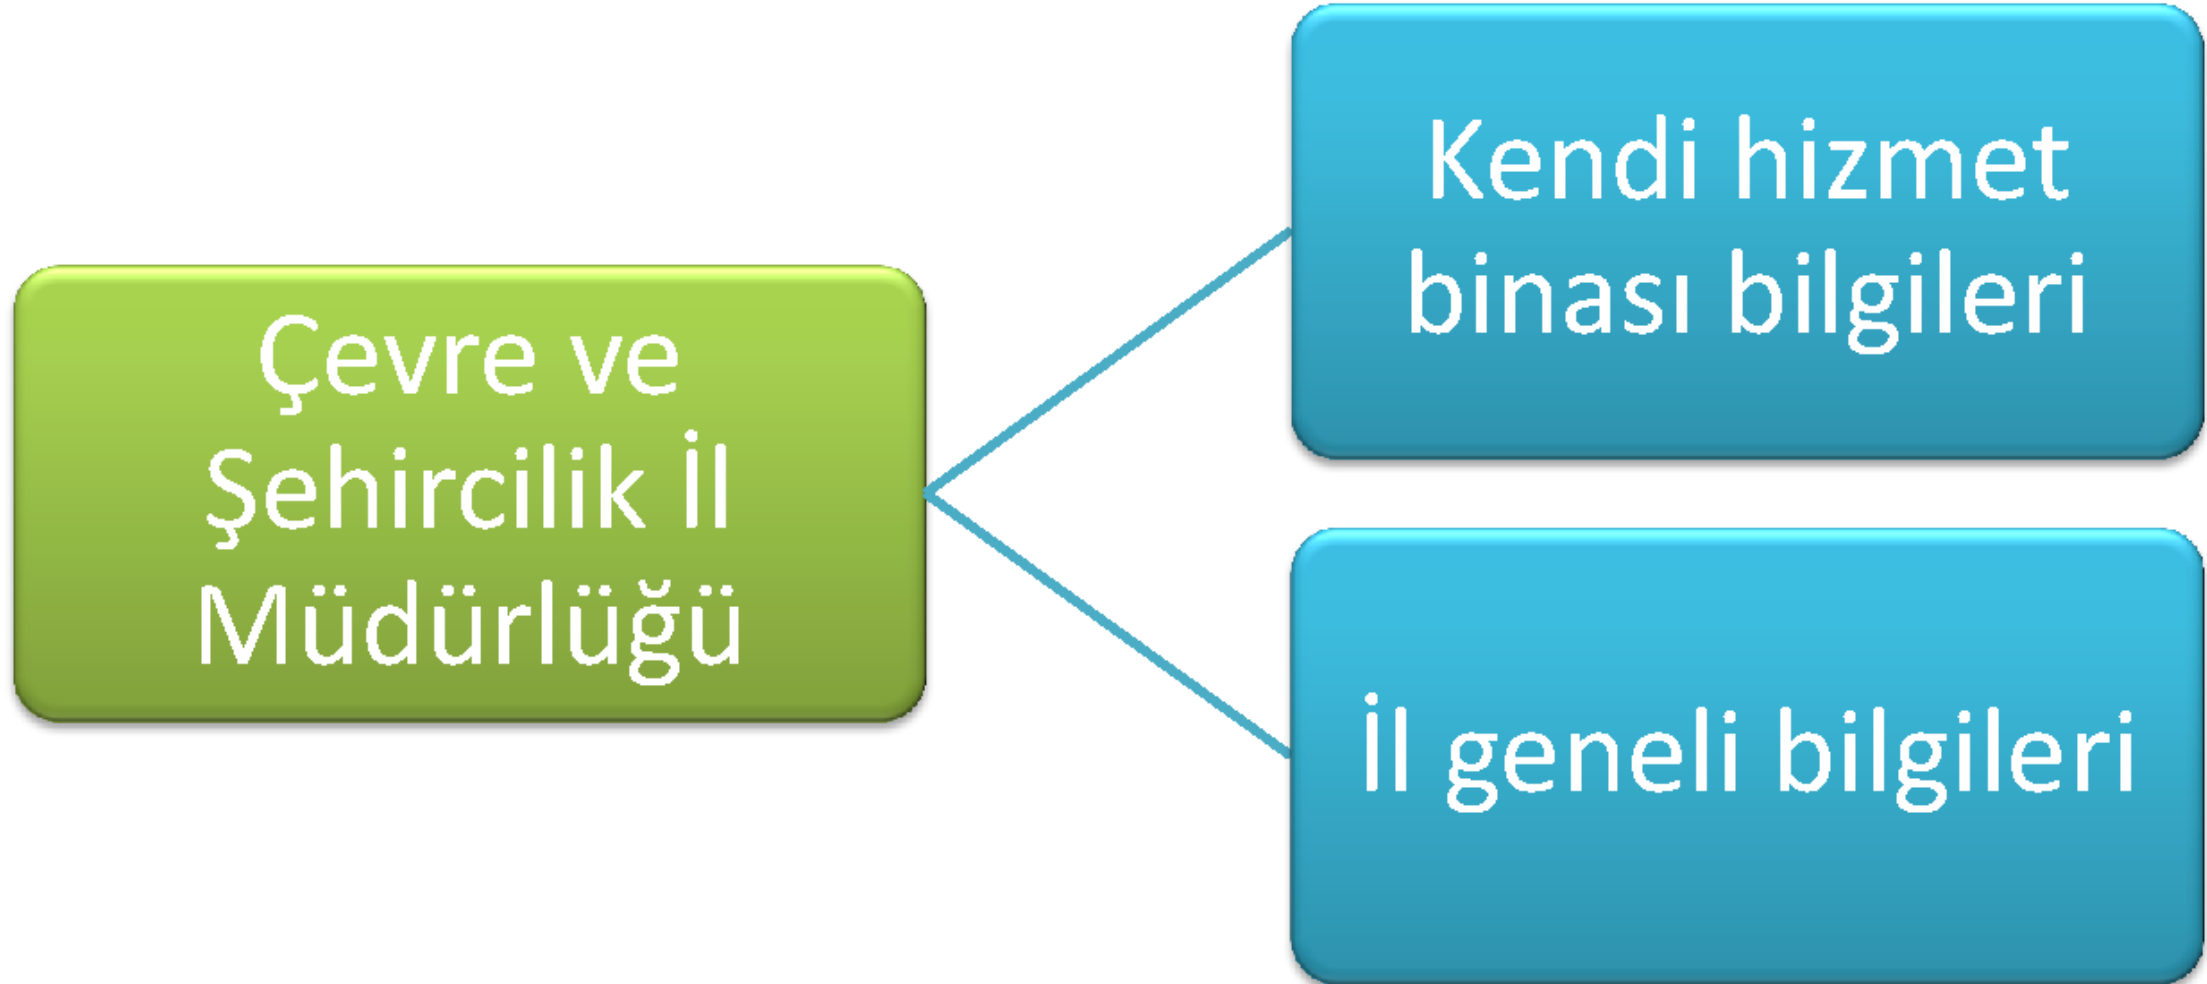 Çevre ve
Şehircilik İl
Müdürlüğü
Kendi hizmet
binası bilgileri
İl geneli bilgileri